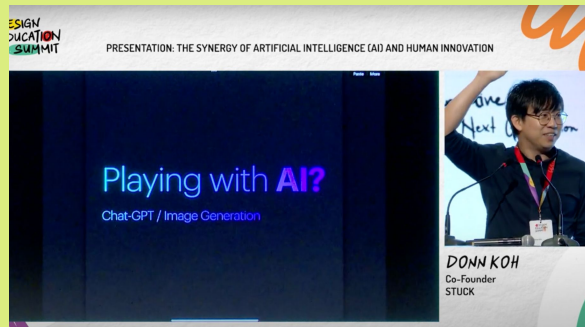 ESIGN
DUCATION
SUMMIT
PRESENTATION: THE SYNERGY OF ARTIFICIAL INTELLIGENCE (AI) AND HUMAN INNOVATION
Playing with AI?
Chat-GPT / Image Generation
Next
DONN KOH
Co-Founder
STUCK